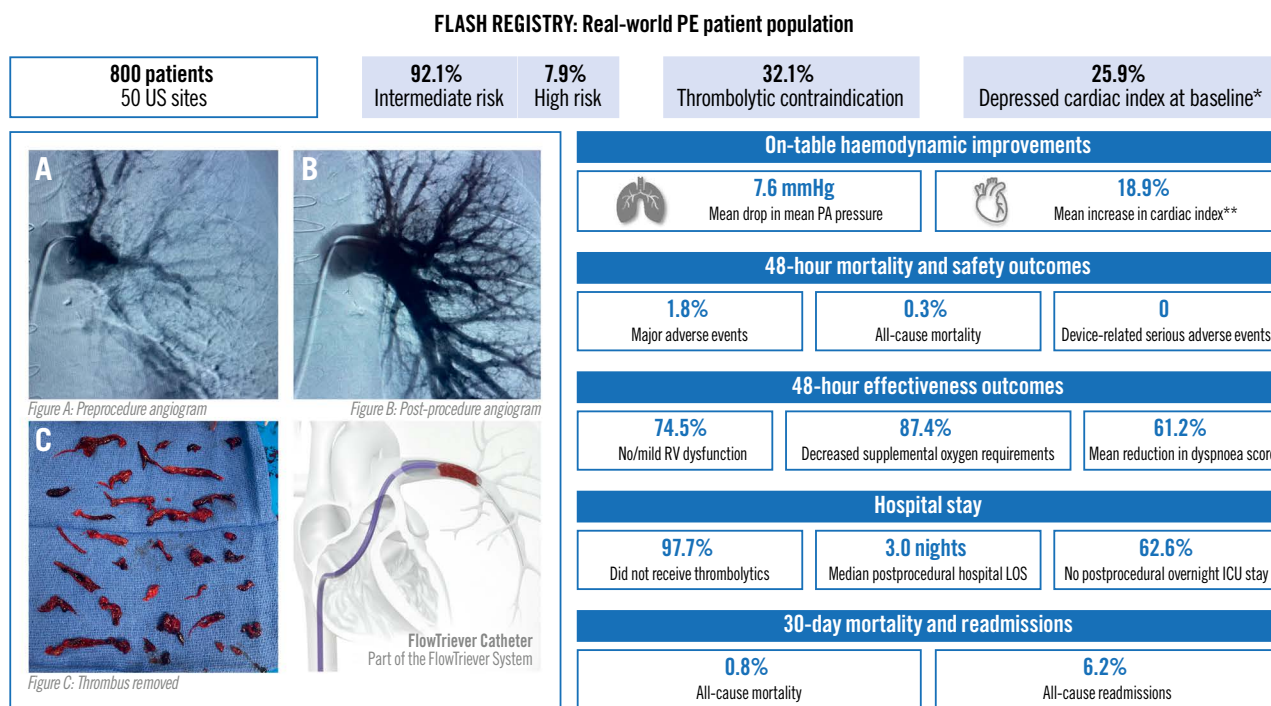 FLASH REGISTRY: Real-world PE patient population
800 patients
50 US sites
92.1%
Intermediate risk
7.9%
High risk
32.1%
Thrombolytic contraindication
25.9%
Depressed cardiac index at baseline*
A
B
Figure A: Preprocedure angiogram
Figure B: Post-procedure angiogram
C
FlowTriever Catheter
Part of the FlowTriever System
Figure C: Thrombus removed
On-table haemodynamic improvements
7.6 mmHg
Mean drop in mean PA pressure
18.9%
Mean increase in cardiac index**
48-hour mortality and safety outcomes
1.8%
Major adverse events
0.3%
All-cause mortality
0
Device-related serious adverse events
48-hour effectiveness outcomes
74.5%
No/mild RV dysfunction
87.4%
Decreased supplemental oxygen requirements
61.2%
Mean reduction in dyspnoea score
Hospital stay
97.7%
Did not receive thrombolytics
3.0 nights
Median postprocedural hospital LOS
62.6%
No postprocedural overnight ICU stay
30-day mortality and readmissions
0.8%
All-cause mortality
6.2%
All-cause readmissions